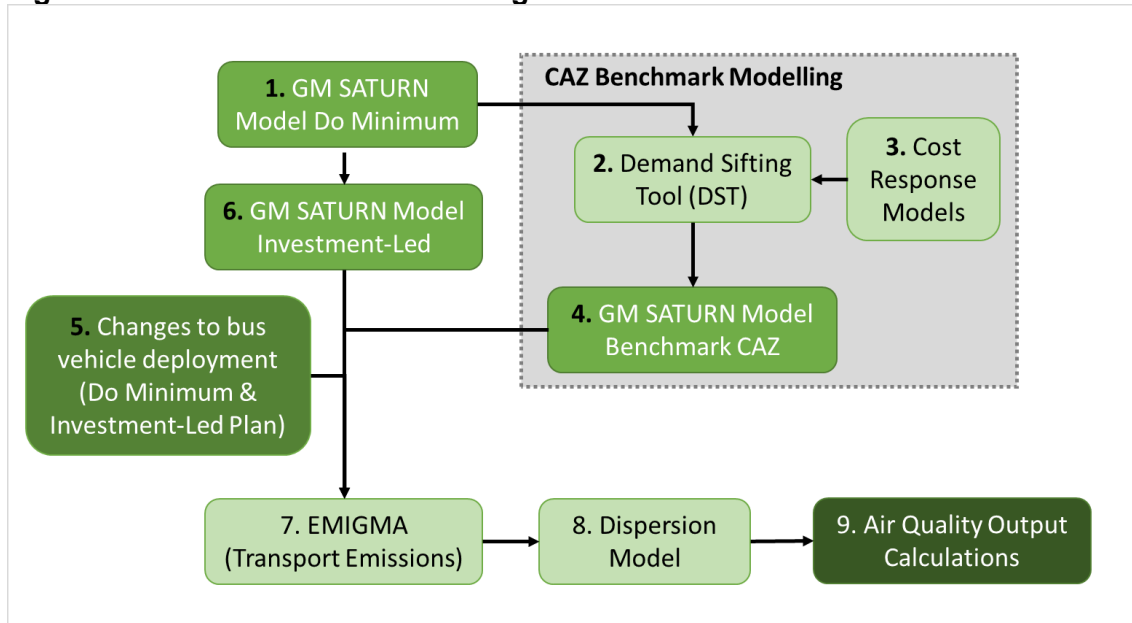 CAZ Benchmark Modelling
1. GM SATURN
Model Do Minimum
2. Demand Sifting
Tool (DST)
3. Cost
Response
Models
6. GM SATURN Model
Investment-Led
4. GM SATURN Model
Benchmark CAZ
5. Changes to bus
vehicle deployment
(Do Minimum &
Investment-Led Plan)
7. EMIGMA
(Transport Emissions)
8. Dispersion
Model
9. Air Quality Output
Calculations